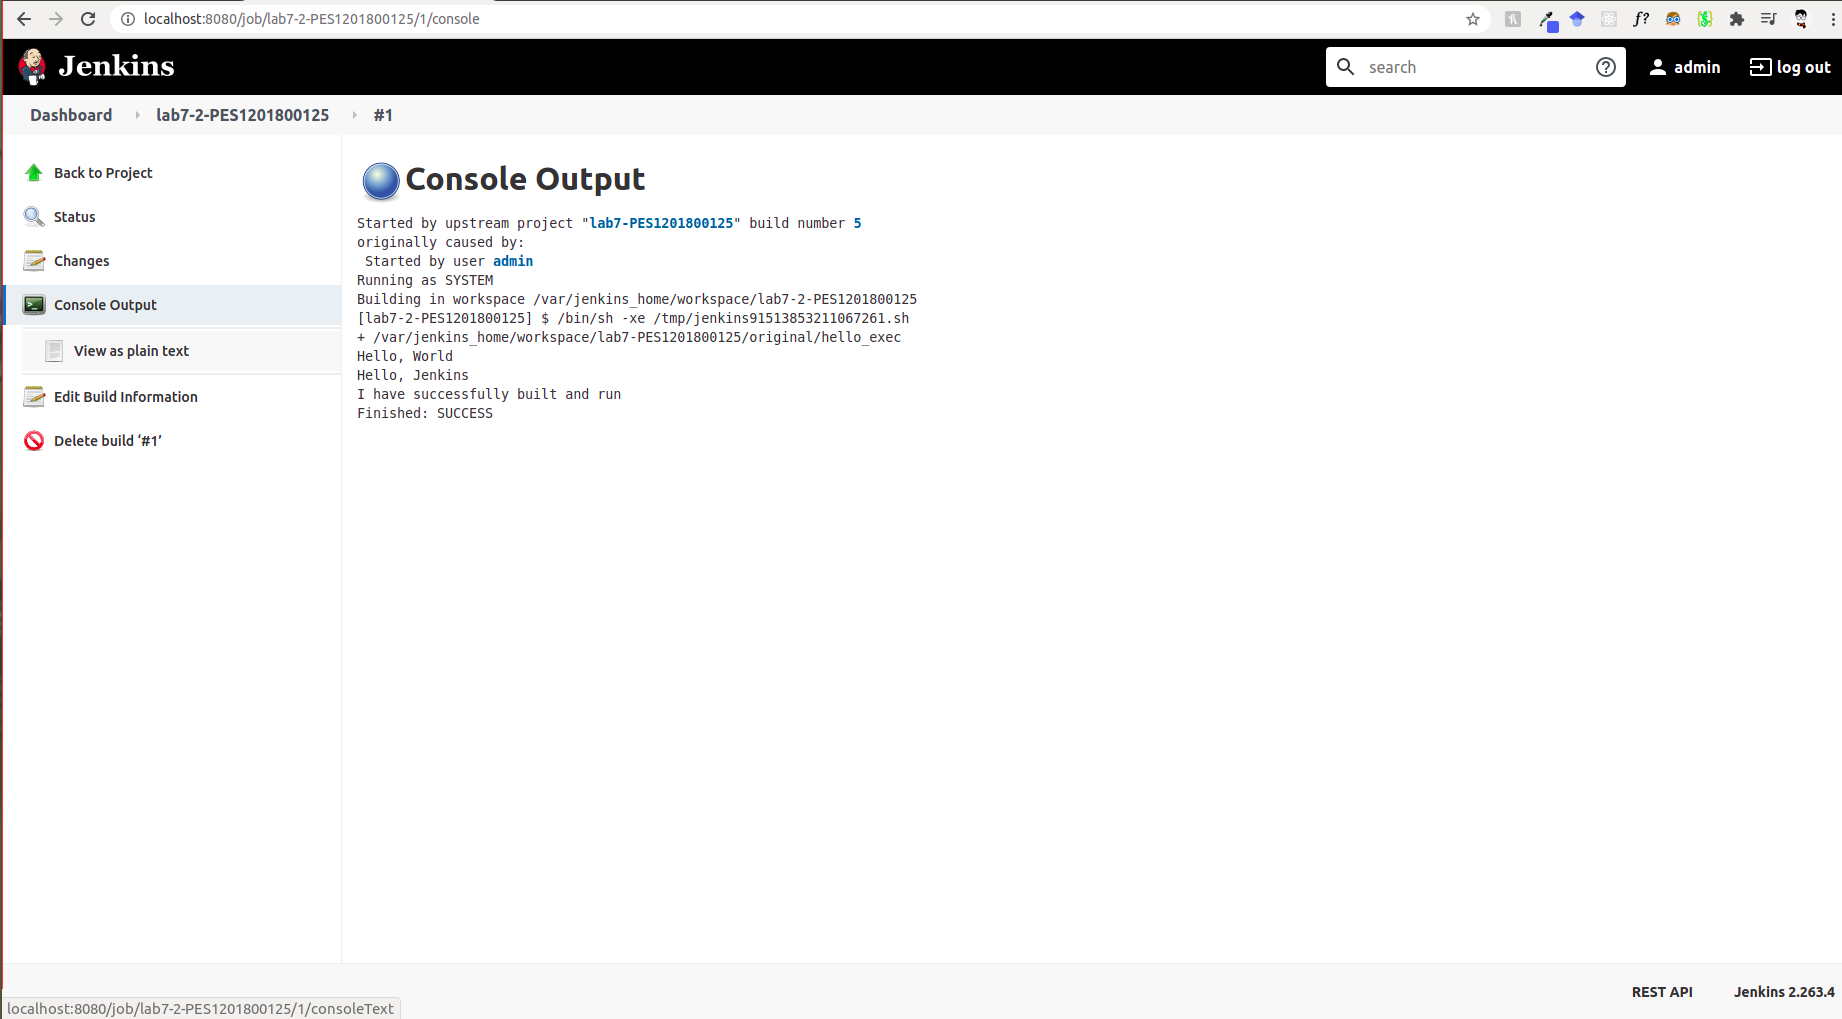 localhost:8080/job/lab7-2-PES1201800125/1/console
f?
Jenkins
search
admin
log out
Dashboard
lab7-2-PES1201800125
#1
Back to Project
Status
Changes
Console Output
View as plain text
Edit Build Information
Delete build ‘#1’
Console Output
Started by upstream project "lab7-PES1201800125" build number 5
originally caused by:
Started by user admin
Running as SYSTEM
Building in workspace /var/jenkins_home/workspace/lab7-2-PES1201800125
[lab7-2-PES1201800125] $ /bin/sh -xe /tmp/jenkins91513853211067261.sh
+ /var/jenkins_home/workspace/lab7-PES1201800125/original/hello_exec
Hello, World
Hello, Jenkins
I have successfully built and run
Finished: SUCCESS
REST API
Jenkins 2.263.4
localhost:8080/job/lab7-2-PES1201800125/1/consoleText